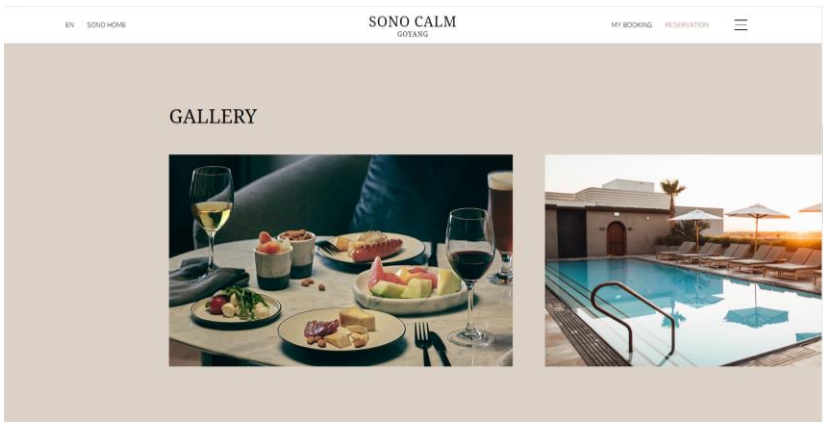 EN SONO HOME
SONO CALM
GOYANG
MY BOOKING RESERVATION
GALLERY